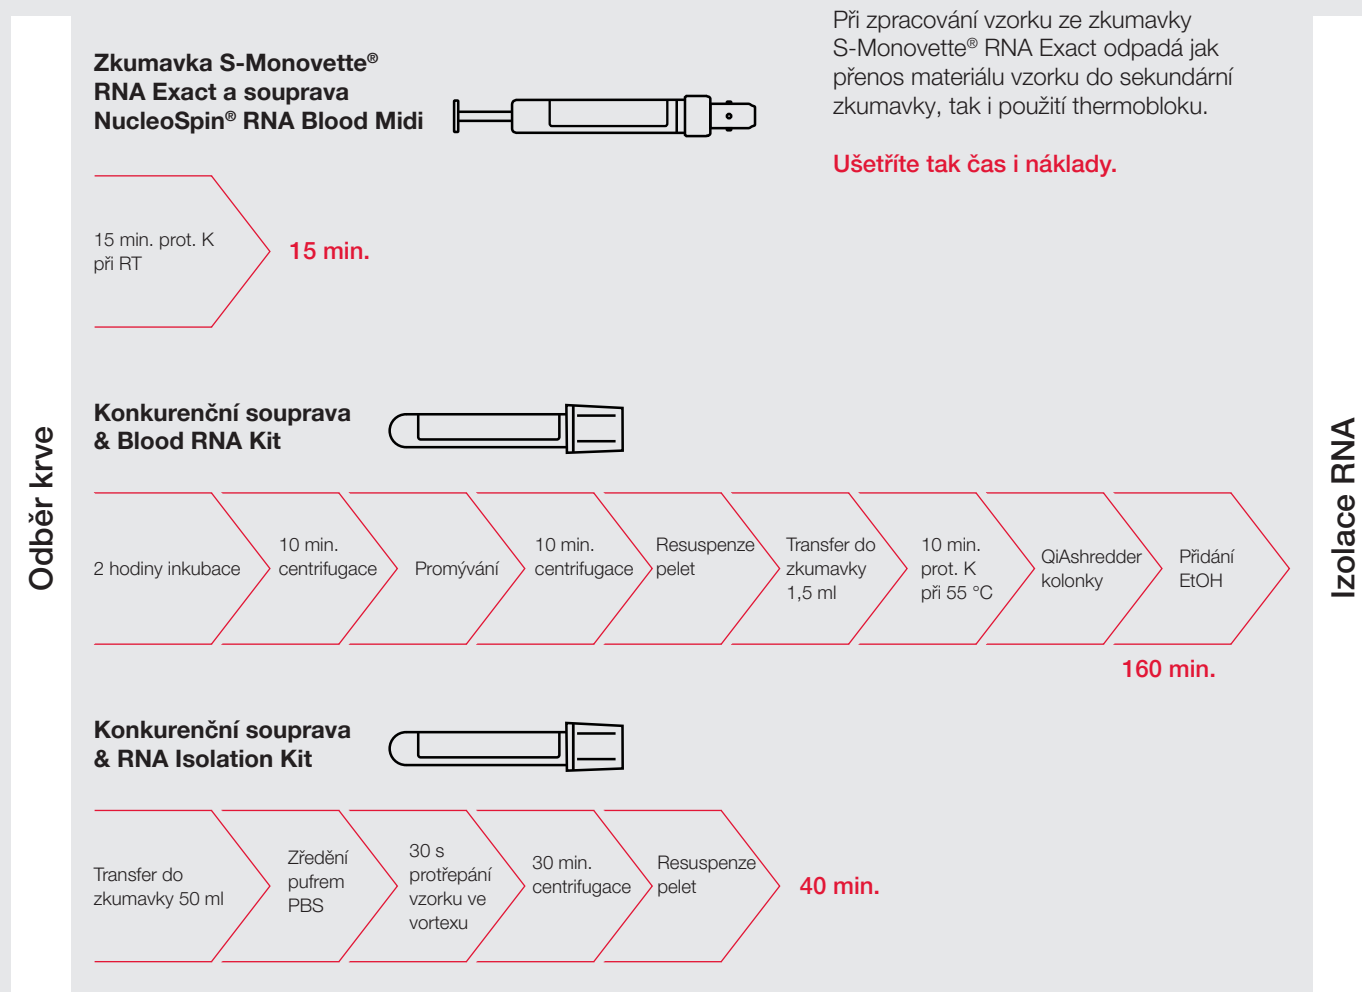 Odběr krve
Zkumavka S-Monovette®
RNA Exact a souprava
NucleoSpin® RNA Blood Midi
Při zpracování vzorku ze zkumavky
S-Monovette® RNA Exact odpadá jak
přenos materiálu vzorku do sekundární
zkumavky, tak i použití thermobloku.
Ušetříte tak čas i náklady.
15 min. prot. K
při RT
15 min.
Konkurenční souprava
& Blood RNA Kit
2 hodiny inkubace
10 min.
centrifugace
Promývání
10 min.
centrifugace
Resuspenze
pelet
Transfer do
zkumavky
1,5 ml
10 min.
prot. K
při 55 °C
QiAshredder
kolonky
Přidání
EtOH
160 min.
Konkurenční souprava
& RNA Isolation Kit
Transfer do
zkumavky 50 ml
Zředění
pufrem
PBS
30 s
protřepání
vzorku ve
vortexu
30 min.
centrifugace
Resuspenze
pelet
40 min.
Izolace RNA